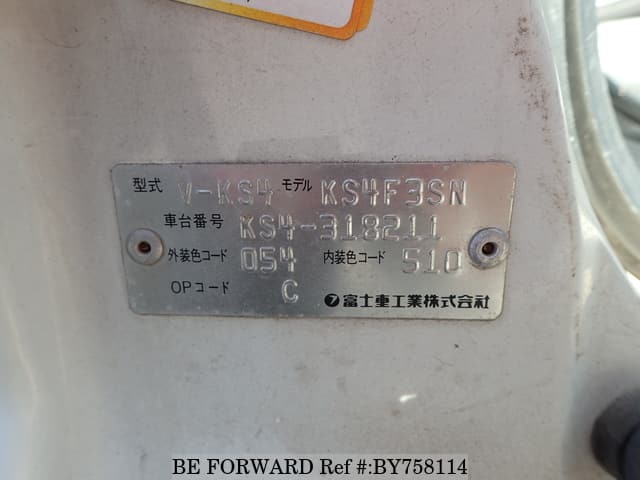 型式 V-KS4 モデル KS4F3SN
車台番号 KS4-318211
外装色コード 054 内装色コード 510
OPコード C 富士重工業株式会社
BE FORWARD Ref #:BY758114